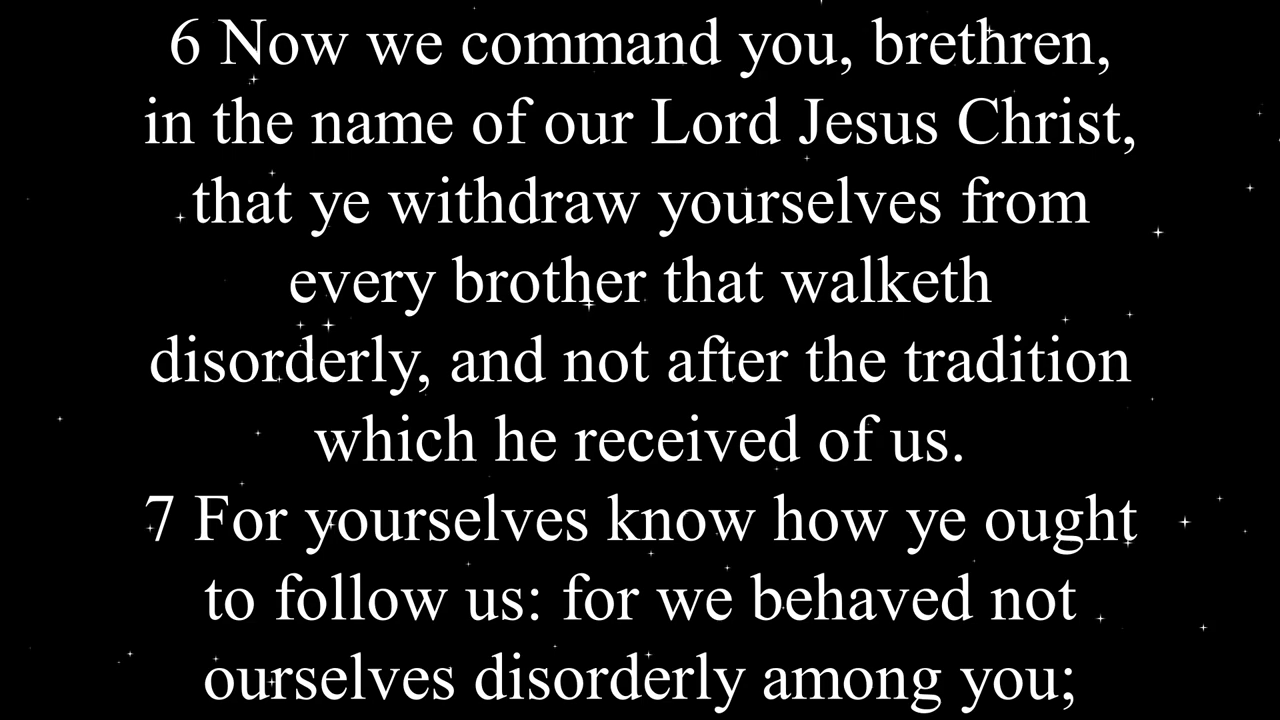 6 Now we command you, brethren,
in the name of our Lord Jesus Christ,
that ye withdraw yourselves from
every brother that walketh
disorderly, and not after the tradition
which he received of us.
7 For yourselves know how ye ought
to follow us: for we behaved not
ourselves disorderly among you;